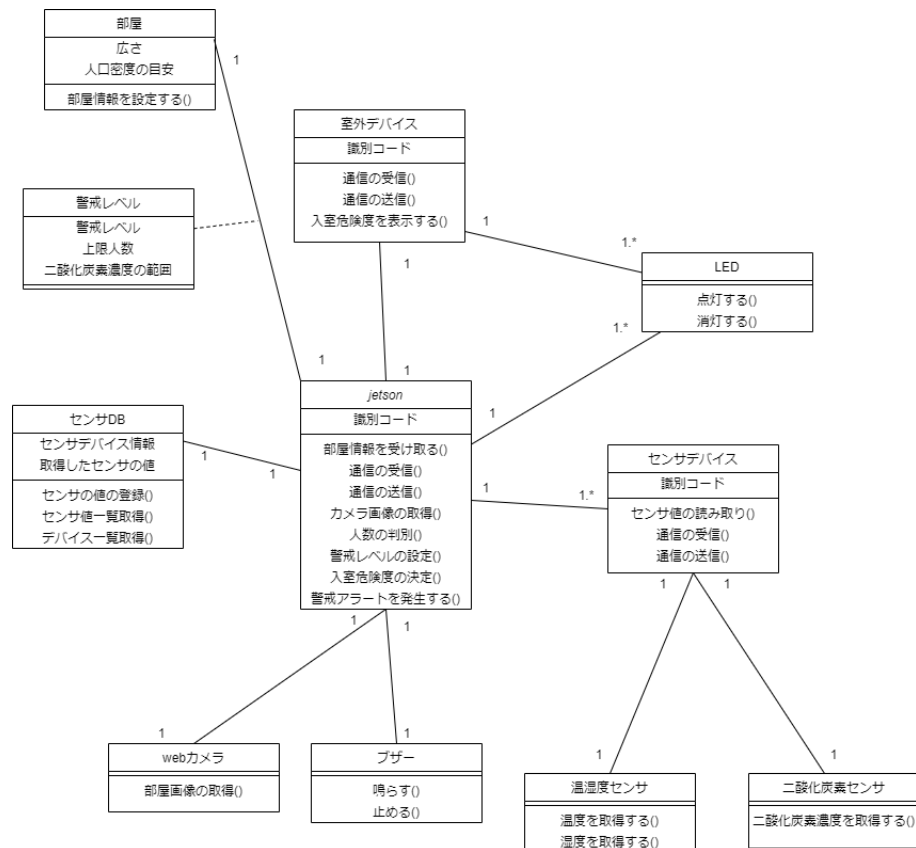 部屋
広さ
人口密度の目安
部屋情報を設定する()
1
室外デバイス
識別コード
通信の受信()
通信の送信()
入室危険度を表示する()
1
1
1.*
警戒レベル
警戒レベル
上限人数
二酸化炭素濃度の範囲
LED
点灯する()
消灯する()
1.*
1
1
1
jetson
識別コード
部屋情報を受け取る()
通信の受信()
通信の送信()
カメラ画像の取得()
人数の判別()
警戒レベルの設定()
入室危険度の決定()
警戒アラートを発生する()
センサDB
センサデバイス情報
取得したセンサの値
センサの値の登録()
センサ値一覧取得()
デバイス一覧取得()
1
1
1
1.*
センサデバイス
識別コード
センサ値の読み取り()
通信の受信()
通信の送信()
1
1
1
1
1
1
1
1
webカメラ
部屋画像の取得()
ブザー
鳴らす()
止める()
温湿度センサ
温度を取得する()
湿度を取得する()
二酸化炭素センサ
二酸化炭素濃度を取得する()